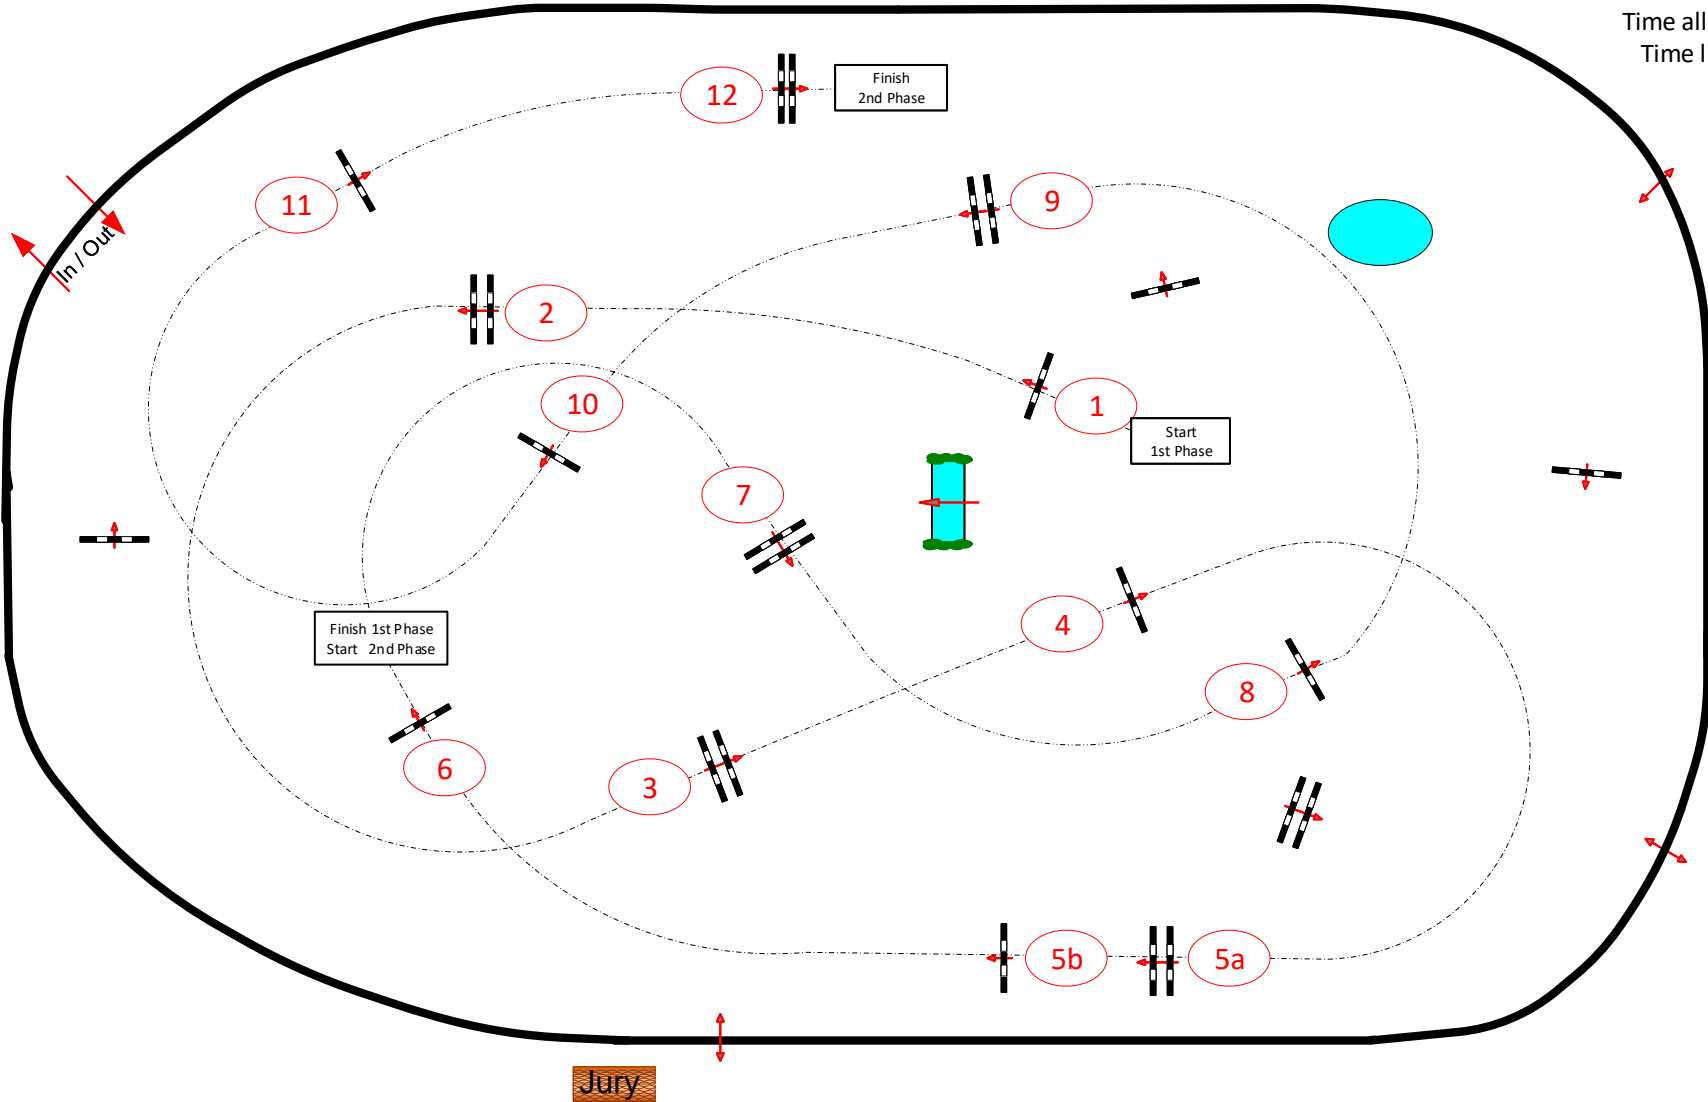 Time all
Time l
Finish
2nd Phase
12
11
9
In / Out
2
10
1
Start
1st Phase
7
4
Finish 1st Phase
Start 2nd Phase
8
6
3
5b
5a
Jury